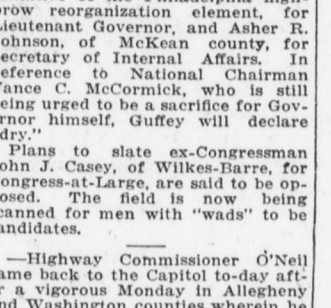 brow reorganization element, for
Lieutenant Governor, and Asher R.
Johnson, of McKean county, for
Secretary of Internal Affairs. In
reference to National Chairman
Vance C. McCormick, who is still
being urged to be a sacrifice for Gov-
ernor himself, Guffey will declare
"dry."
Plans to slate ex-Congressman
John J. Casey, of Wilkes-Barre, for
Congress-at-Large, are said to be op-
posed. The field is now being
scanned for men with "wads" to be
candidates.
—Highway Commissioner O'Neil
came back to the Capitol to-day aft-
er a vigorous Monday in Allegheny
and Washington counties wherein he